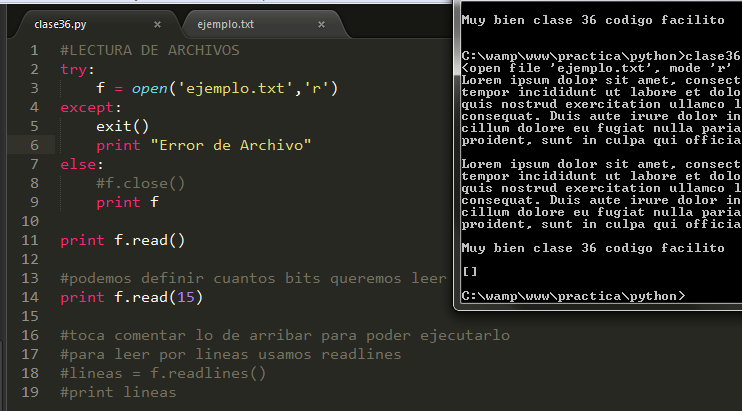 clase36.py
ejemplo.txt
1 #LECTURA DE ARCHIVOS
2 try:
3 f = open('ejemplo.txt','r')
4 except:
5 exit()
6 print "Error de Archivo"
7 else:
8 #f.close()
9 print f
10
11 print f.read()
12
13 #podemos definir cuantos bits queremos leer
14 print f.read(15)
15
16 #toca comentar lo de arribar para poder ejecutarlo
17 #para leer por lineas usamos readlines
18 #lineas = f.readlines()
19 #print lineas
Muy bien clase 36 codigo facilito
C:\wamp\www\practica\python>clase36
<open file 'ejemplo.txt', mode 'r'
Lorem ipsum dolor sit amet, consect
tempor incididunt ut labore et dolo
quis nostrud exercitation ullamco l
consequat. Duis aute irure dolor in
cillum dolore eu fugiat nulla paria
proident, sunt in culpa qui officia
Lorem ipsum dolor sit amet, consect
tempor incididunt ut labore et dolo
quis nostrud exercitation ullamco l
consequat. Duis aute irure dolor in
cillum dolore eu fugiat nulla paria
proident, sunt in culpa qui officia
Muy bien clase 36 codigo facilito
[]
C:\wamp\www\practica\python>